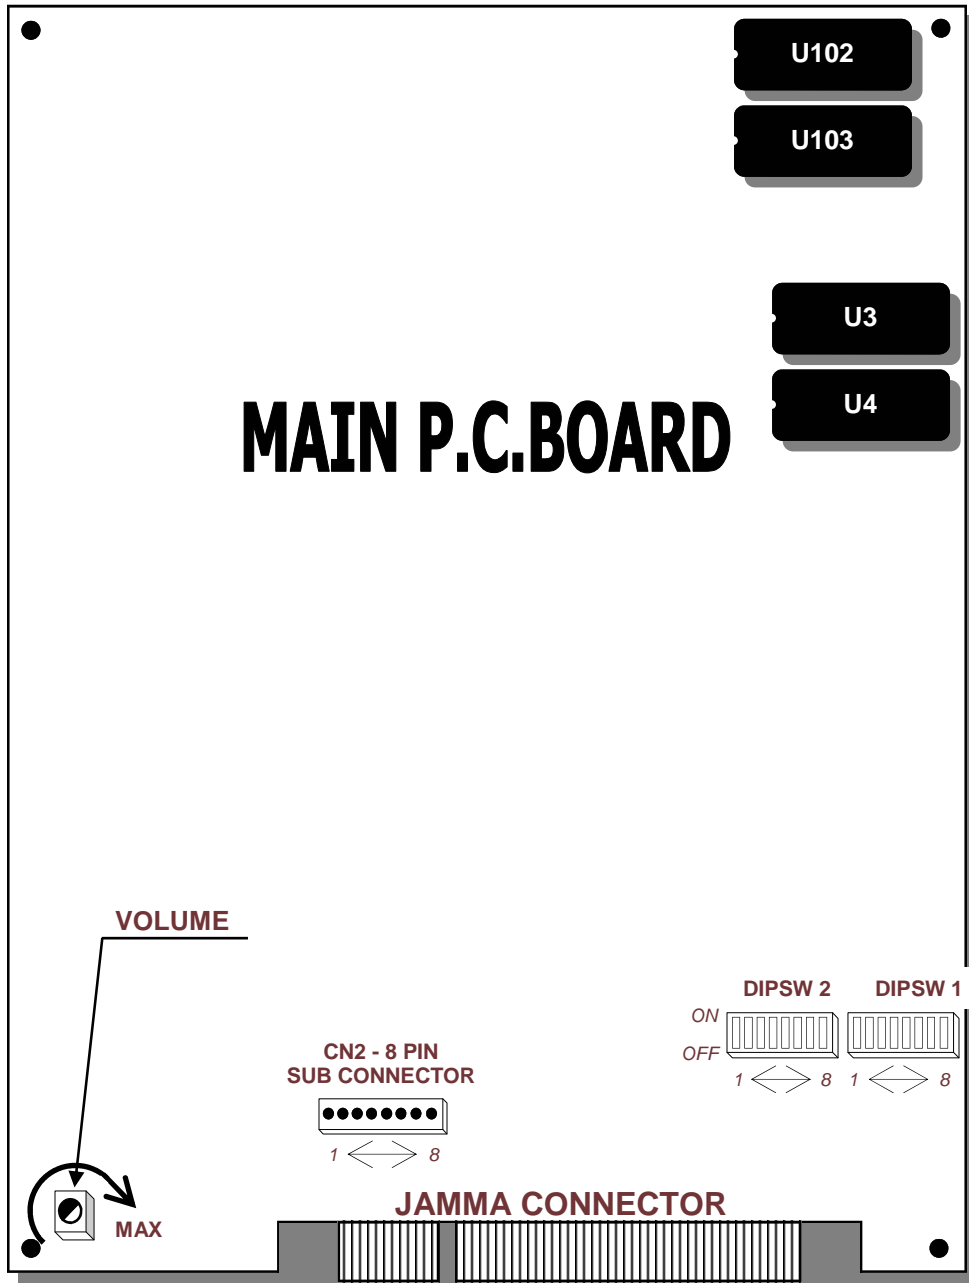 U102
U103
U3
U4
MAIN P.C.BOARD
VOLUME
DIPSW 2 DIPSW 1
ON
OFF
1 8 1 8
CN2 - 8 PIN
SUB CONNECTOR
1 8
JAMMA CONNECTOR
MAX